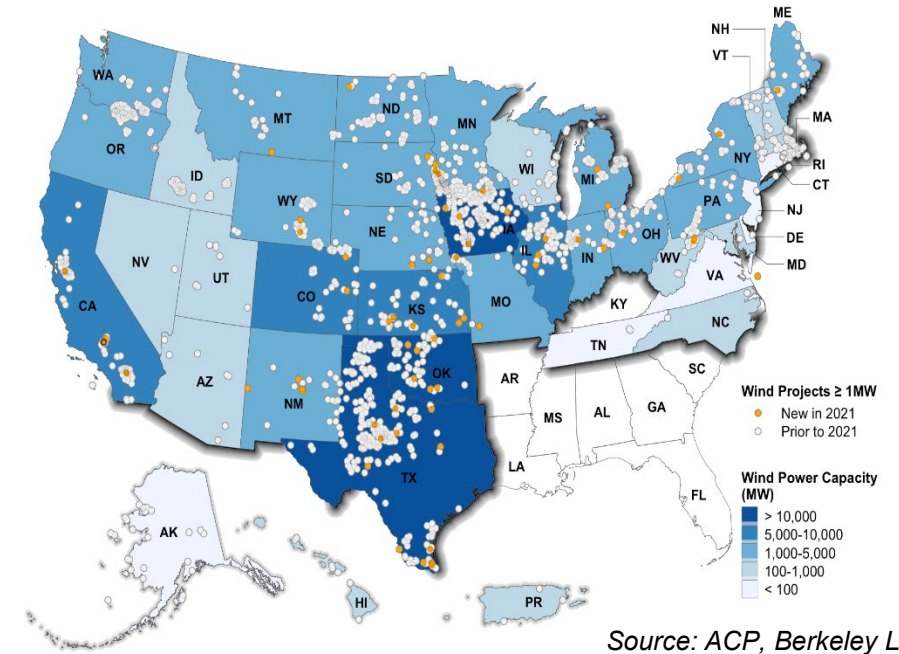 ME
NH
VT
WA
MT
ND
MN
MA
OR
ID
SD
WI
MI
NY
RI
CT
WY
IA
PA
NJ
NE
IL
IN
OH
DE
NV
UT
WV
MD
CO
VA
CA
KS
MO
KY
NC
TN
AZ
NM
OK
AR
SC
MS
AL
GA
TX
LA
FL
AK
HI
PR
Wind Projects ≥ 1MW
New in 2021
Prior to 2021
Wind Power Capacity
(MW)
> 10,000
5,000-10,000
1,000-5,000
100-1,000
< 100
Source: ACP, Berkeley L